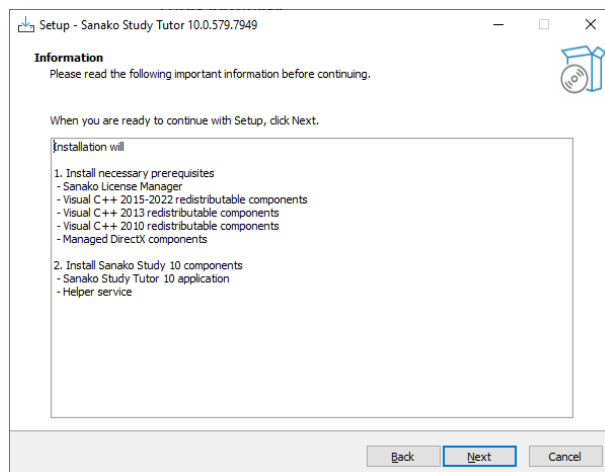 Setup - Sanako Study Tutor 10.0.579.7949
Information
Please read the following important information before continuing.
When you are ready to continue with Setup, click Next.
Installation will
1. Install necessary prerequisites
- Sanako License Manager
- Visual C++ 2015-2022 redistributable components
- Visual C++ 2013 redistributable components
- Visual C++ 2010 redistributable components
- Managed DirectX components
2. Install Sanako Study 10 components
- Sanako Study Tutor 10 application
- Helper service
Back
Next
Cancel